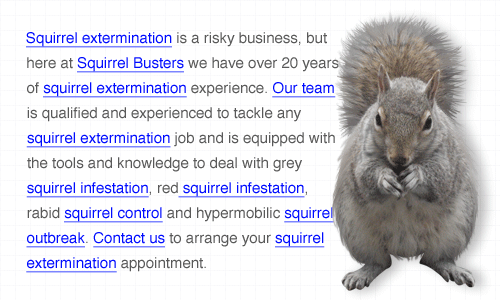 Squirrel extermination is a risky business, but
here at Squirrel Busters we have over 20 years
of squirrel extermination experience. Our team
is qualified and experienced to tackle any
squirrel extermination job and is equipped with
the tools and knowledge to deal with grey
squirrel infestation, red squirrel infestation,
rabid squirrel control and hypermobilic squirrel
outbreak. Contact us to arrange your squirrel
extermination appointment.